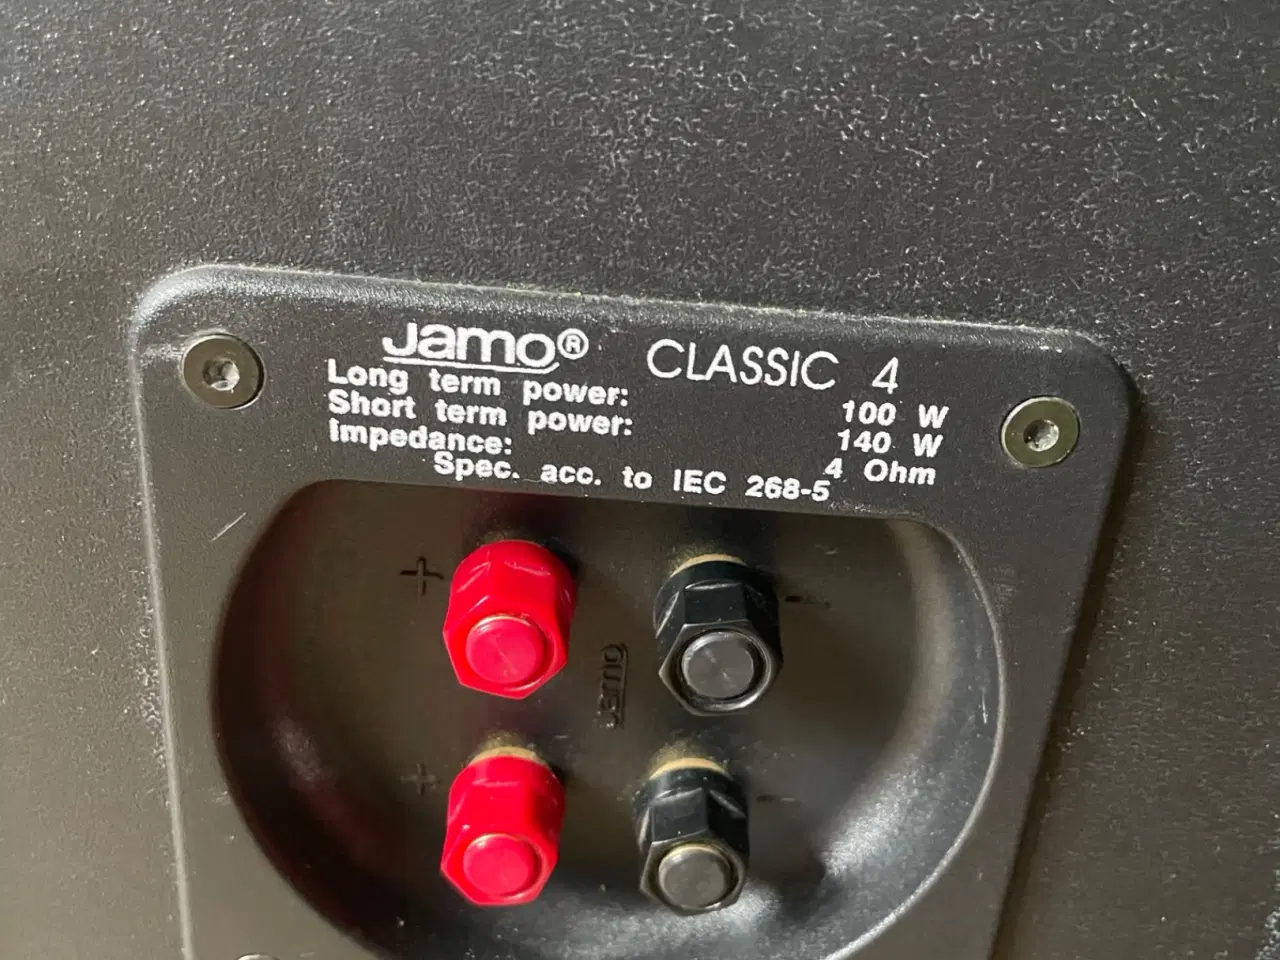 Jamo® CLASSIC 4
Long term power: 100 W
Short term power: 140 W
Impedance: 4 Ohm
Spec. acc. to IEC 268-5
+ -
Jamo
+ -